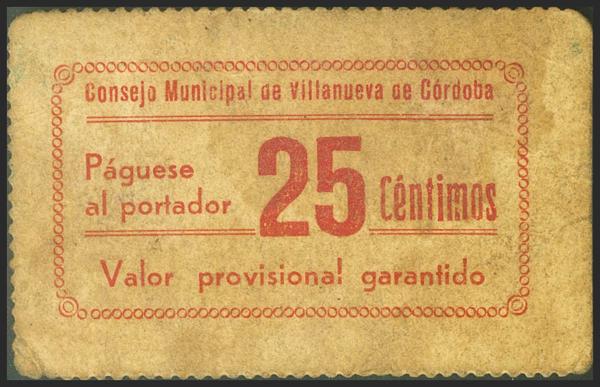 Consejo Municipal de Villanueva de Córdoba
Páguese
al portador
25 Céntimos
Valor provisional garantido